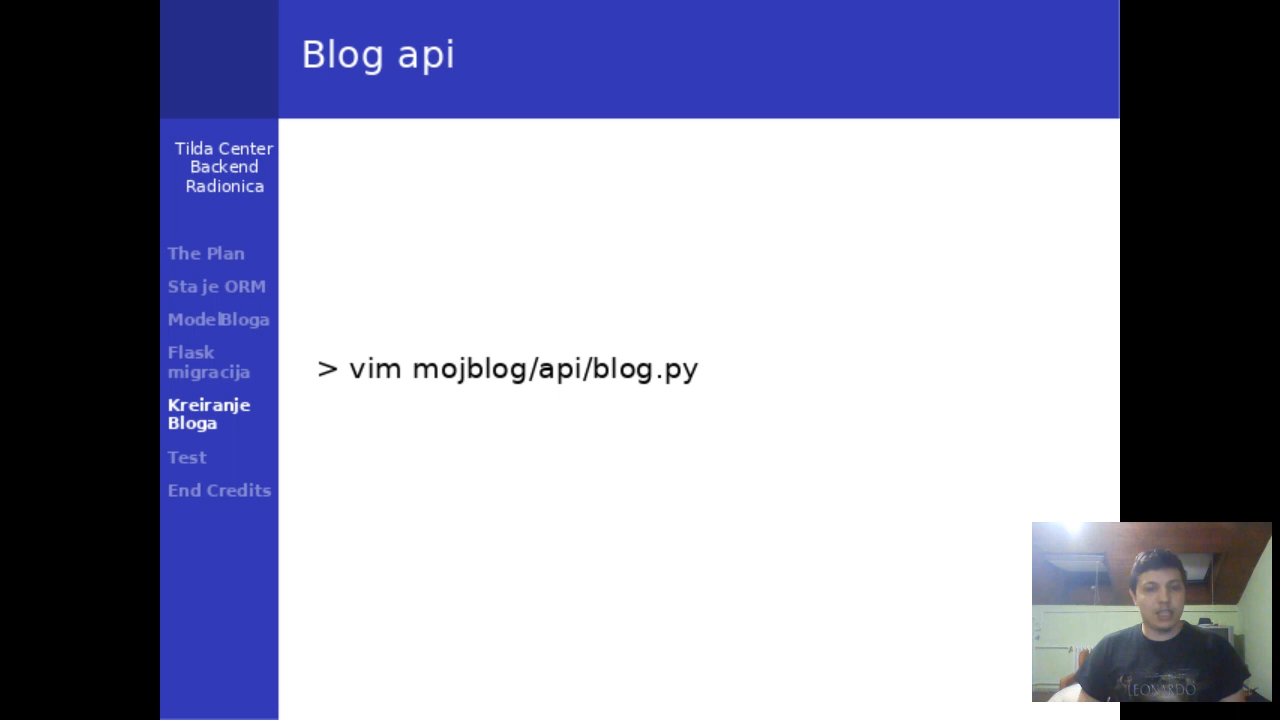 Blog api
Tilda Center
Backend
Radionica
The Plan
Sta je ORM
Model Bloga
Flask
migracija
Kreiranje
Bloga
Test
End Credits
> vim mojblog/api/blog.py
LEONARDO